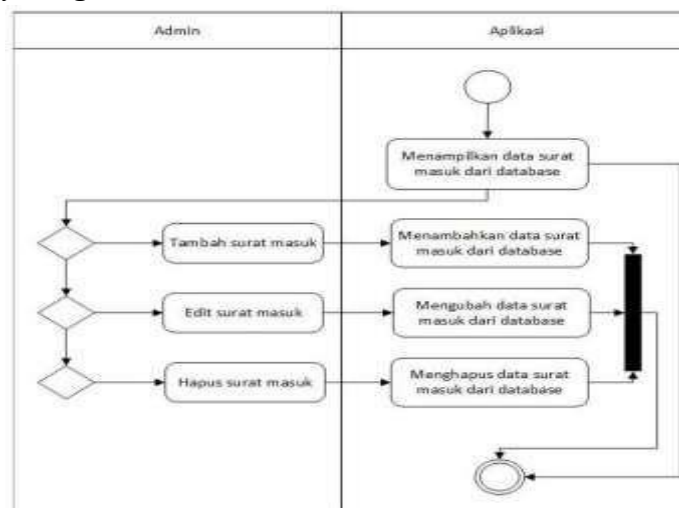 Admin
Aplikasi
Menampilkan data surat
masuk dari database
Tambah surat masuk
Menambahkan data surat
masuk dari database
Edit surat masuk
Mengubah data surat
masuk dari database
Hapus surat masuk
Menghapus data surat
masuk dari database